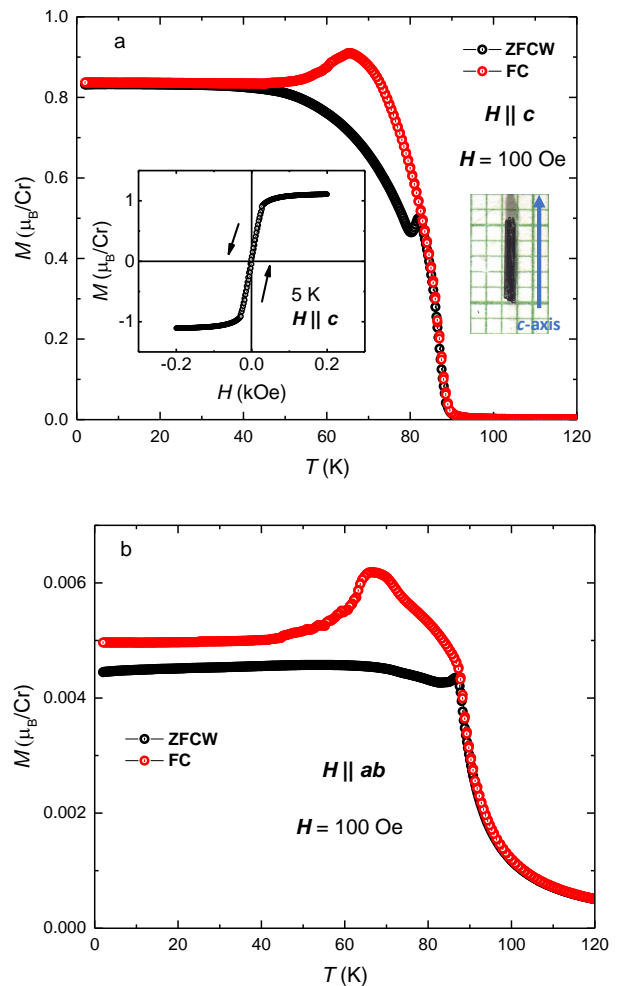 a
ZFCW
FC
H || c
H = 100 Oe
c-axis
M (μB/Cr)
1.0
0.8
0.6
0.4
0.2
0.0
0 20 40 60 80 100 120
T (K)
M (μB/Cr)
1
0
-1
5 K
H || c
-0.2 0.0 0.2
H (kOe)
b
ZFCW
FC
H || ab
H = 100 Oe
M (μB/Cr)
0.006
0.004
0.002
0.000
0 20 40 60 80 100 120
T (K)